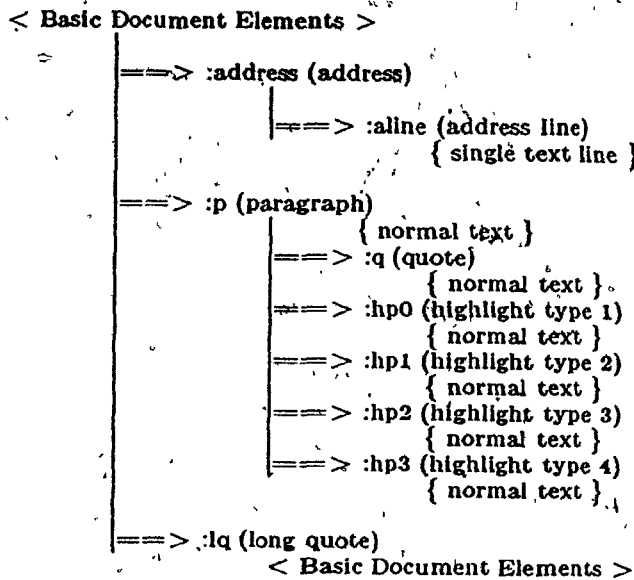 < Basic Document Elements >
==> :address (address)
===> :aline (address line)
{ single text line }
==> :p (paragraph)
{ normal text }
===> :q (quote)
{ normal text }
===> :hp0 (highlight type 1)
{ normal text }
===> :hp1 (highlight type 2)
{ normal text }
===> :hp2 (highlight type 3)
{ normal text }
===> :hp3 (highlight type 4)
{ normal text }
==> :lq (long quote)
< Basic Document Elements >